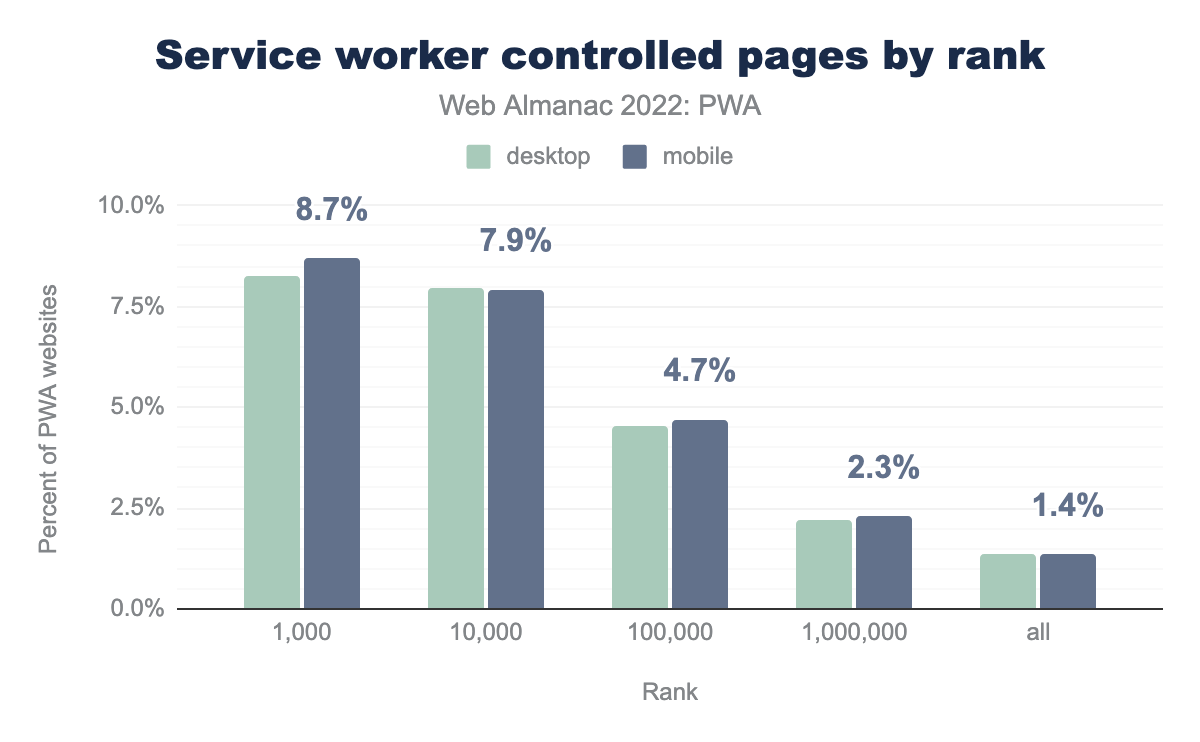 Service worker controlled pages by rank
Web Almanac 2022: PWA
desktop mobile
Percent of PWA websites
10.0%
7.5%
5.0%
2.5%
0.0%
8.7%
7.9%
4.7%
2.3%
1.4%
1,000 10,000 100,000 1,000,000 all
Rank